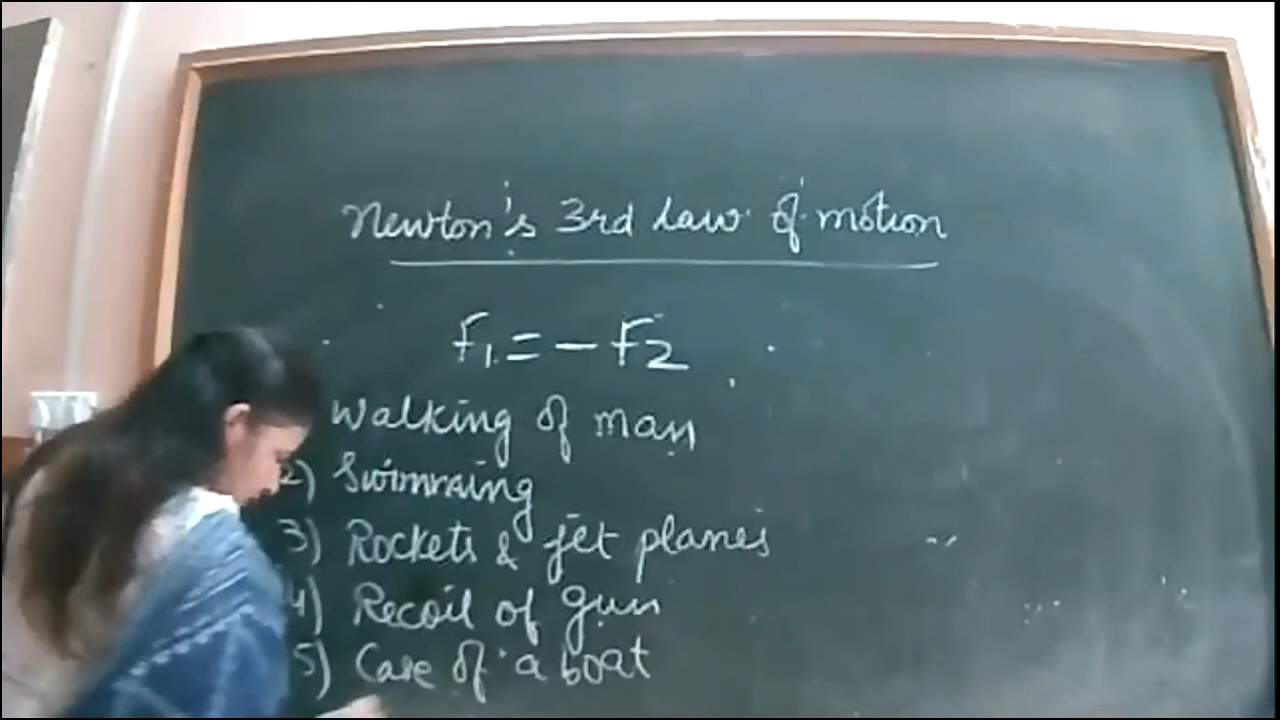 Newton's 3rd law of motion
F1 = - F2
Walking of man
2) Swimming
3) Rockets & jet planes
4) Recoil of gun
5) Case of a boat